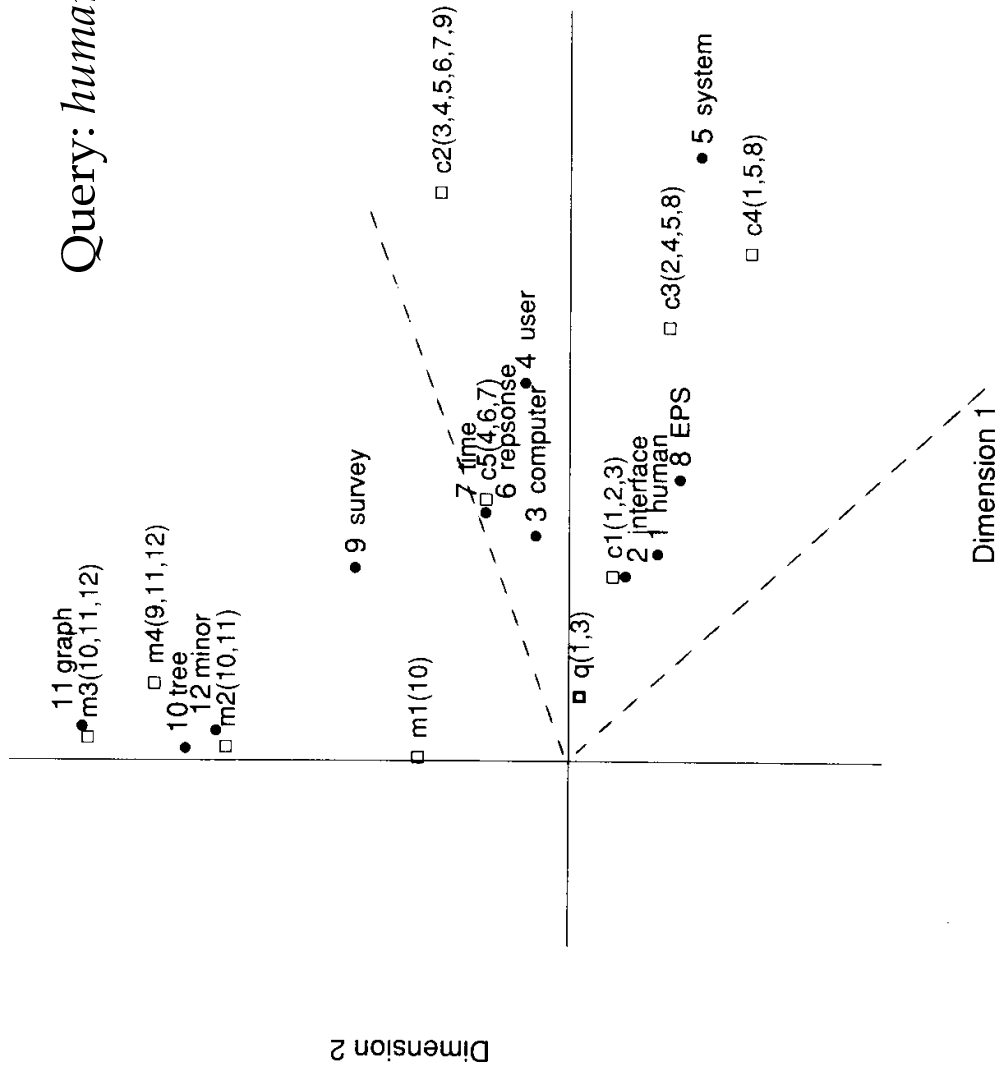 Query: huma
11 graph
m3(10,11,12)
m4(9,11,12)
10 tree
12 minor
m2(10,11)
9 survey
m1(10)
c2(3,4,5,6,7,9)
7 time
c5(4,6,7)
6 repsonse
4 user
3 computer
q(1,3)
c1(1,2,3)
2 interface
1 human
8 EPS
c3(2,4,5,8)
5 system
c4(1,5,8)
Dimension 1
Dimension 2